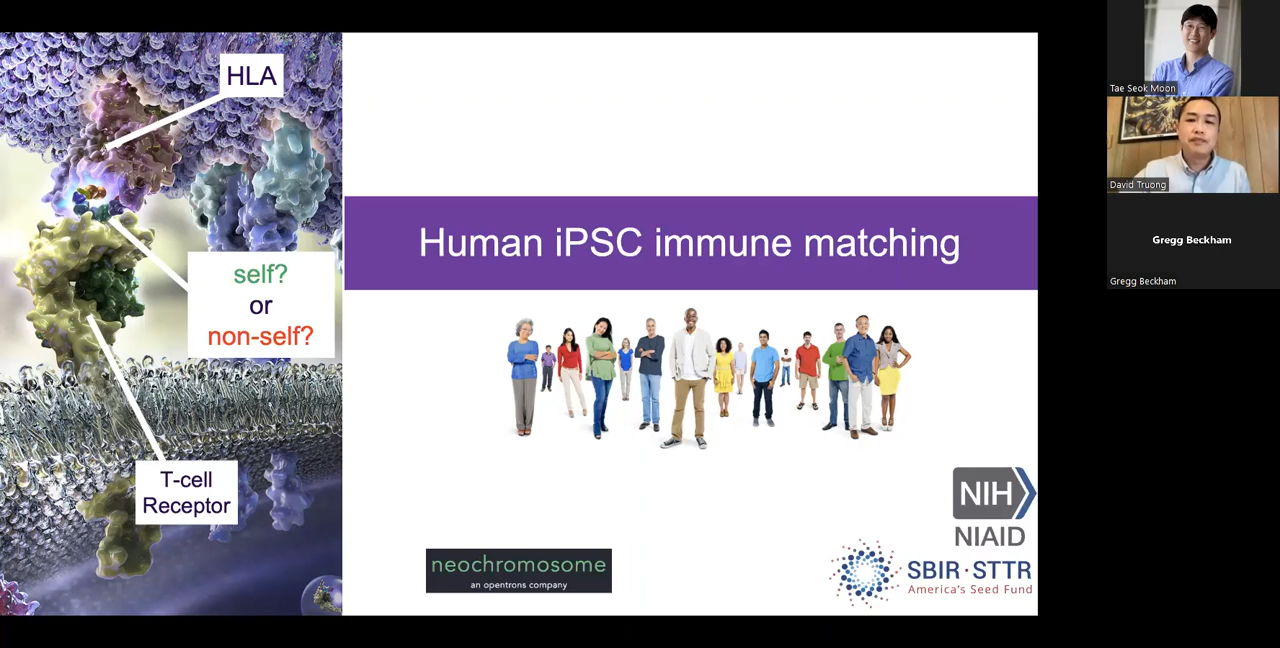 HLA
self?
or
non-self?
T-cell
Receptor
Human iPSC immune matching
neochromosome
an opentrons company
NIH
NIAID
SBIR·STTR
America's Seed Fund
Tae Seok Moon
David Truong
Gregg Beckham
Gregg Beckham